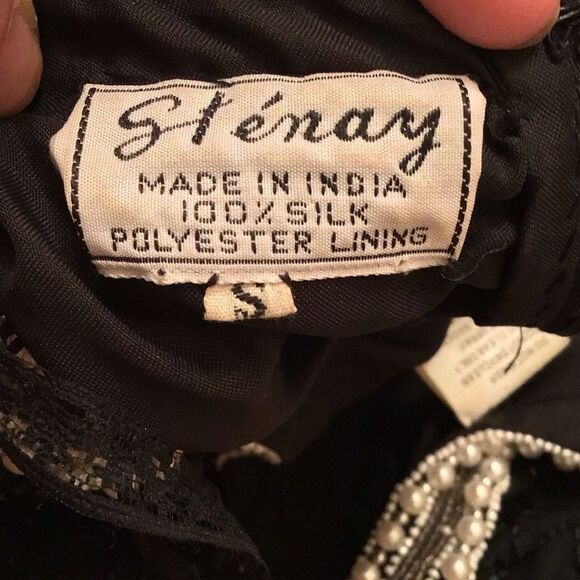 Sténay
MADE IN INDIA
100% SILK
POLYESTER LINING
S